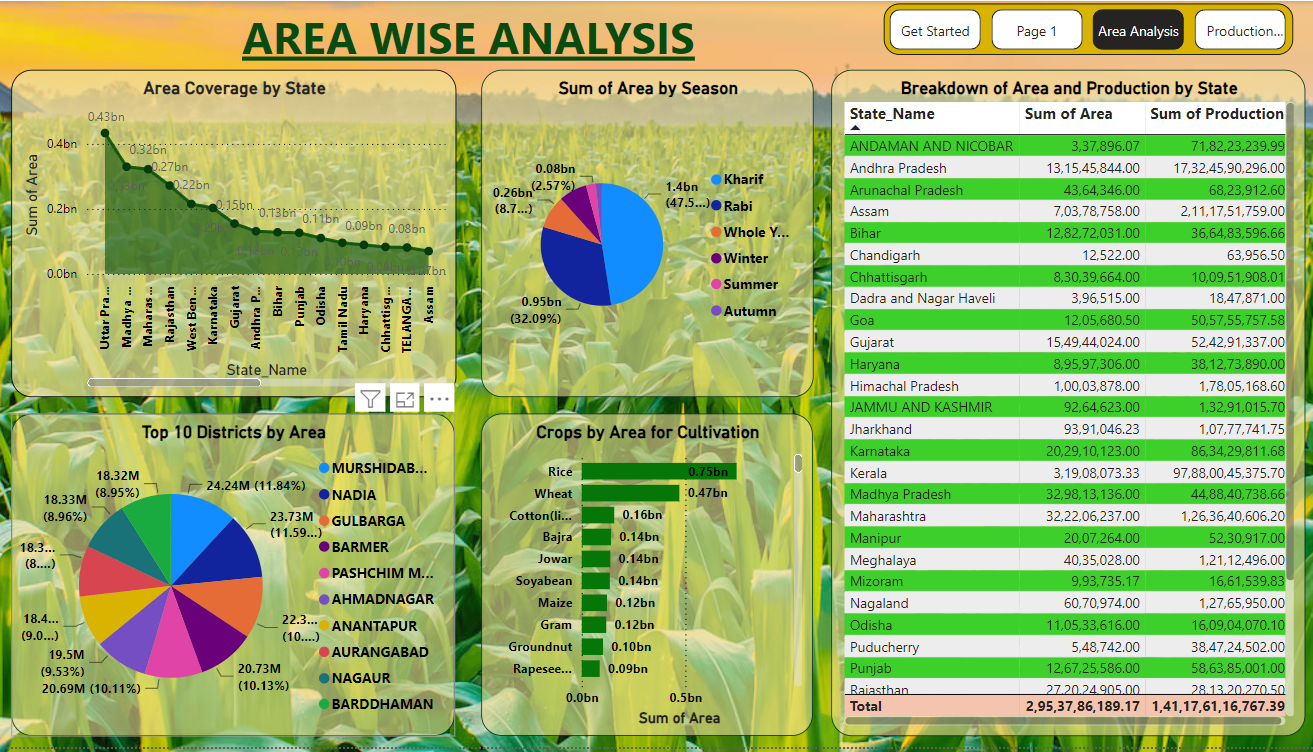 AREA WISE ANALYSIS
Get Started
Page 1
Area Analysis
Production...
Area Coverage by State
Sum of Area
0.4bn
0.2bn
0.0bn
0.43bn
0.32bn
0.27bn
0.22bn
0.15bn
0.13bn
0.11bn
0.09bn
0.08bn
Uttar Pra...
Madhya ...
Maharas...
Rajasthan
West Ben...
Karnataka
Gujarat
Andhra P...
Bihar
Punjab
Odisha
Tamil Nadu
Haryana
Chhattisg...
TELANGA...
Assam
State_Name
Sum of Area by Season
0.08bn
(2.57%)
0.26bn
(8.7...)
1.4bn
(47.5...)
0.95bn
(32.09%)
Kharif
Rabi
Whole Y...
Winter
Summer
Autumn
Top 10 Districts by Area
24.24M (11.84%)
23.73M
(11.59...)
22.3...
(10....)
20.73M
(10.13%)
20.69M (10.11%)
19.5M
(9.53%)
18.4...
(9.0...)
18.3...
(8....)
18.33M
(8.96%)
18.32M
(8.95%)
MURSHIDAB...
NADIA
GULBARGA
BARMER
PASHCHIM M...
AHMADNAGAR
ANANTAPUR
AURANGABAD
NAGAUR
BARDDHAMAN
Crops by Area for Cultivation
Rice 0.75bn
Wheat 0.47bn
Cotton(li... 0.16bn
Bajra 0.14bn
Jowar 0.14bn
Soyabean 0.14bn
Maize 0.12bn
Gram 0.12bn
Groundnut 0.10bn
Rapesee... 0.09bn
0.0bn 0.5bn
Sum of Area
Breakdown of Area and Production by State
State_Name Sum of Area Sum of Production
ANDAMAN AND NICOBAR 3,37,896.07 71,82,23,239.99
Andhra Pradesh 13,15,45,844.00 17,32,45,90,296.00
Arunachal Pradesh 43,64,346.00 68,23,912.60
Assam 7,03,78,758.00 2,11,17,51,759.00
Bihar 12,82,72,031.00 36,64,83,596.66
Chandigarh 12,522.00 63,956.50
Chhattisgarh 8,30,39,664.00 10,09,51,908.01
Dadra and Nagar Haveli 3,96,515.00 18,47,871.00
Goa 12,05,680.50 50,57,55,757.58
Gujarat 15,49,44,024.00 52,42,91,337.00
Haryana 8,95,97,306.00 38,12,73,890.00
Himachal Pradesh 1,00,03,878.00 1,78,05,168.60
JAMMU AND KASHMIR 92,64,623.00 1,32,91,015.70
Jharkhand 93,91,046.23 1,07,77,741.75
Karnataka 20,29,10,123.00 86,34,29,811.68
Kerala 3,19,08,073.33 97,88,00,45,375.70
Madhya Pradesh 32,98,13,136.00 44,88,40,738.66
Maharashtra 32,22,06,237.00 1,26,36,40,606.20
Manipur 20,07,264.00 52,30,917.00
Meghalaya 40,35,028.00 1,21,12,496.00
Mizoram 9,93,735.17 16,61,539.83
Nagaland 60,70,974.00 1,27,65,950.00
Odisha 11,05,33,616.00 16,09,04,070.10
Puducherry 5,48,742.00 38,47,24,502.00
Punjab 12,67,25,586.00 58,63,85,001.00
Rajasthan 27,20,24,905.00 28,13,20,270.50
Total 2,95,37,86,189.17 1,41,17,61,16,767.39